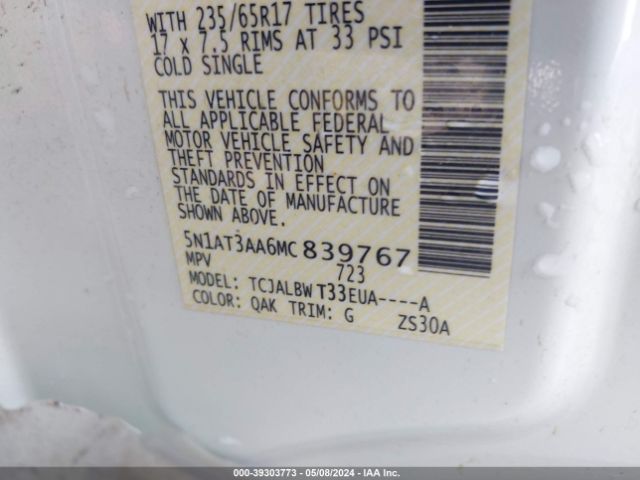 WITH 235/65R17 TIRES
17 x 7.5 RIMS AT 33 PSI
COLD SINGLE
THIS VEHICLE CONFORMS TO
ALL APPLICABLE FEDERAL
MOTOR VEHICLE SAFETY AND
THEFT PREVENTION
STANDARDS IN EFFECT ON
THE DATE OF MANUFACTURE
SHOWN ABOVE.
5N1AT3AA6MC 839767
MPV 723
MODEL: TCJALBW T33EUA----A
COLOR: QAK TRIM: G ZS30A
000-39303773 - 05/08/2024 - IAA Inc.